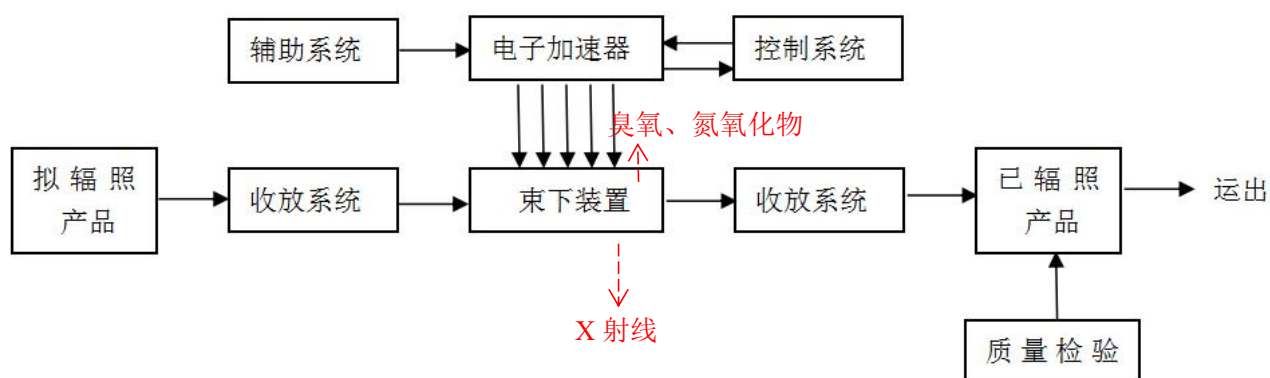 辅助系统
电子加速器
控制系统
臭氧、氮氧化物
拟辐照
产品
收放系统
束下装置
收放系统
已辐照
产品
运出
X 射线
质量检验